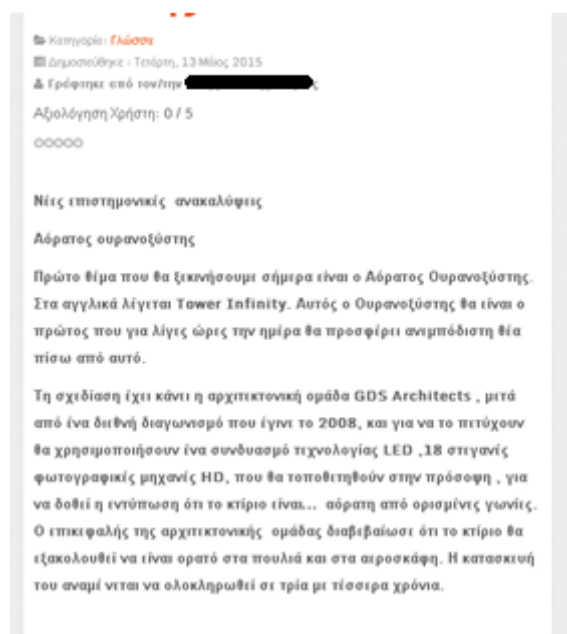 Κατηγορία: Γλώσσα
Δημοσιεύθηκε : Τετάρτη, 13 Μάιος 2015
Γράφτηκε από τον/την
Αξιολόγηση Χρήστη: 0 / 5
Νέες επιστημονικές ανακαλύψεις
Αόρατος ουρανοξύστης
Πρώτο θέμα που θα ξεκινήσουμε σήμερα είναι ο Αόρατος Ουρανοξύστης.
Στα αγγλικά λέγεται Tower Infinity. Αυτός ο Ουρανοξύστης θα είναι ο
πρώτος που για λίγες ώρες την ημέρα θα προσφέρει ανεμπόδιστη θέα
πίσω από αυτό.
Τη σχεδίαση έχει κάνει η αρχιτεκτονική ομάδα GDS Architects , μετά
από ένα διεθνή διαγωνισμό που έγινε το 2008, και για να το πετύχουν
θα χρησιμοποιήσουν ένα συνδυασμό τεχνολογίας LED ,18 στεγανές
φωτογραφικές μηχανές HD, που θα τοποθετηθούν στην πρόσοψη , για
να δοθεί η εντύπωση ότι το κτίριο είναι... αόρατη από ορισμένες γωνίες.
Ο επικεφαλής της αρχιτεκτονικής ομάδας διαβεβαίωσε ότι το κτίριο θα
εξακολουθεί να είναι ορατό στα πουλιά και στα αεροσκάφη. Η κατασκευή
του αναμέ νεται να ολοκληρωθεί σε τρία με τέσσερα χρόνια.